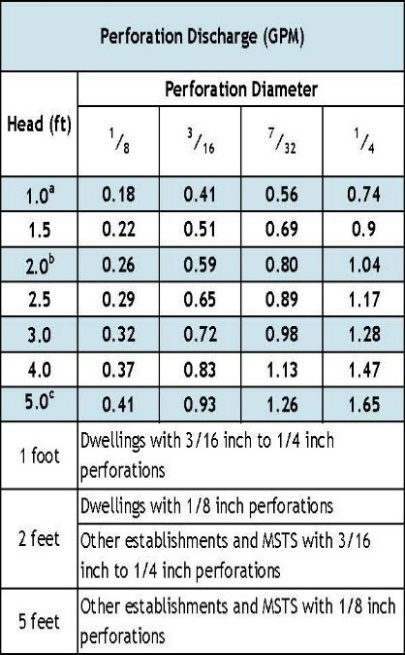 Perforation Discharge (GPM)
Perforation Diameter
Head (ft)
1/8 3/16 7/32 1/4
1.0ᵃ 0.18 0.41 0.56 0.74
1.5 0.22 0.51 0.69 0.9
2.0ᵇ 0.26 0.59 0.80 1.04
2.5 0.29 0.65 0.89 1.17
3.0 0.32 0.72 0.98 1.28
4.0 0.37 0.83 1.13 1.47
5.0ᶜ 0.41 0.93 1.26 1.65
1 foot
Dwellings with 3/16 inch to 1/4 inch
perforations
2 feet
Dwellings with 1/8 inch perforations
Other establishments and MSTS with 3/16
inch to 1/4 inch perforations
5 feet
Other establishments and MSTS with 1/8 inch
perforations